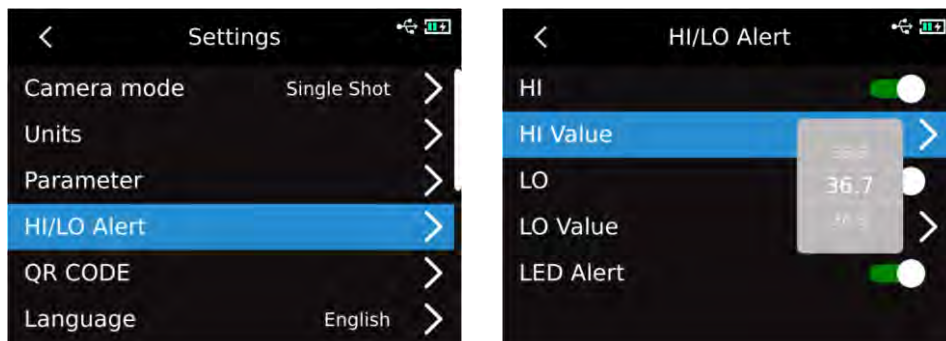 Settings
Camera mode Single Shot
Units
Parameter
HI/LO Alert
QR CODE
Language English
HI/LO Alert
HI
HI Value
LO
36.7
LO Value
LED Alert